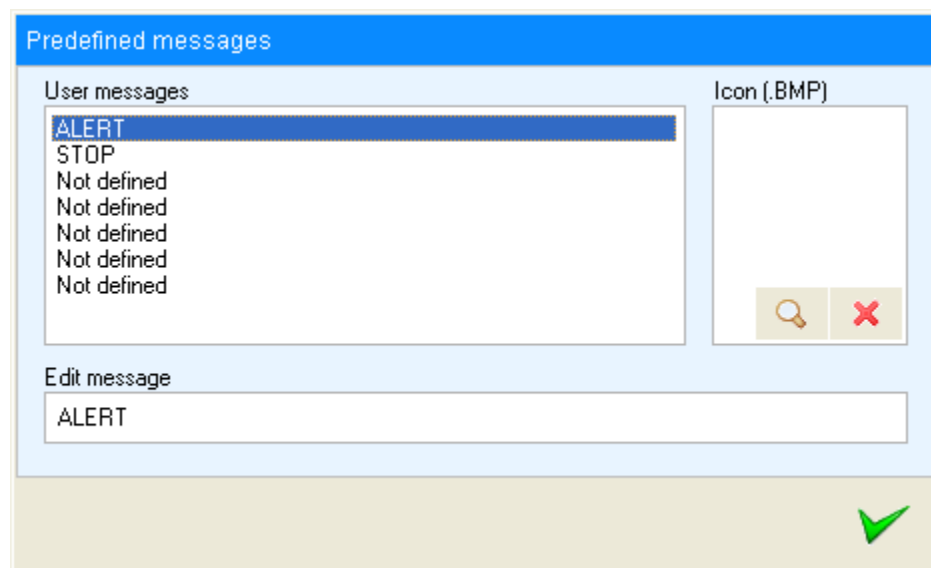 Predefined messages
User messages
Icon (.BMP)
ALERT
STOP
Not defined
Not defined
Not defined
Not defined
Not defined
Edit message
ALERT